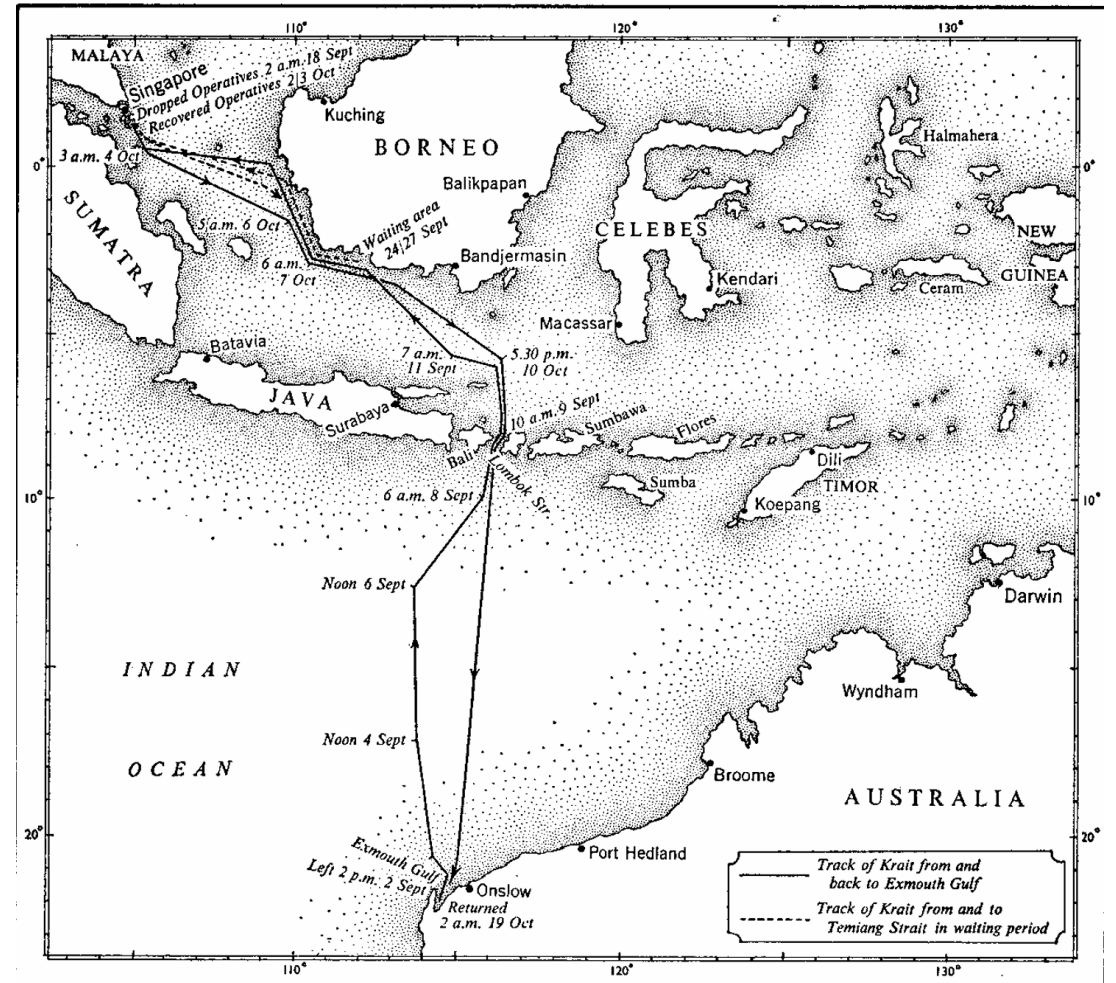 110°
120°
130°
MALAYA
Singapore
Dropped Operatives 2 a.m. 18 Sept
Recovered Operatives 2|3 Oct
Kuching
BORNEO
Halmahera
3 a.m. 4 Oct
0°
0°
Balikpapan
SUMATRA
Waiting area
24|27 Sept
5 a.m. 6 Oct
CELEBES
NEW
GUINEA
6 a.m.
7 Oct
Bandjermasin
Kendari
Ceram
Macassar
Batavia
7 a.m.
11 Sept
5.30 p.m.
10 Oct
JAVA
Surabaya
10 a.m. 9 Sept
Sumbawa
Flores
Bali
Lombok Str.
Dili
TIMOR
Sumba
Koepang
6 a.m. 8 Sept
10°
10°
Noon 6 Sept
Darwin
INDIAN
OCEAN
Wyndham
Noon 4 Sept
Broome
AUSTRALIA
20°
20°
Exmouth Gulf
Left 2 p.m. 2 Sept
Port Hedland
Onslow
Returned
2 a.m. 19 Oct
Track of Krait from and
back to Exmouth Gulf
Track of Krait from and to
Temiang Strait in waiting period
110°
120°
130°